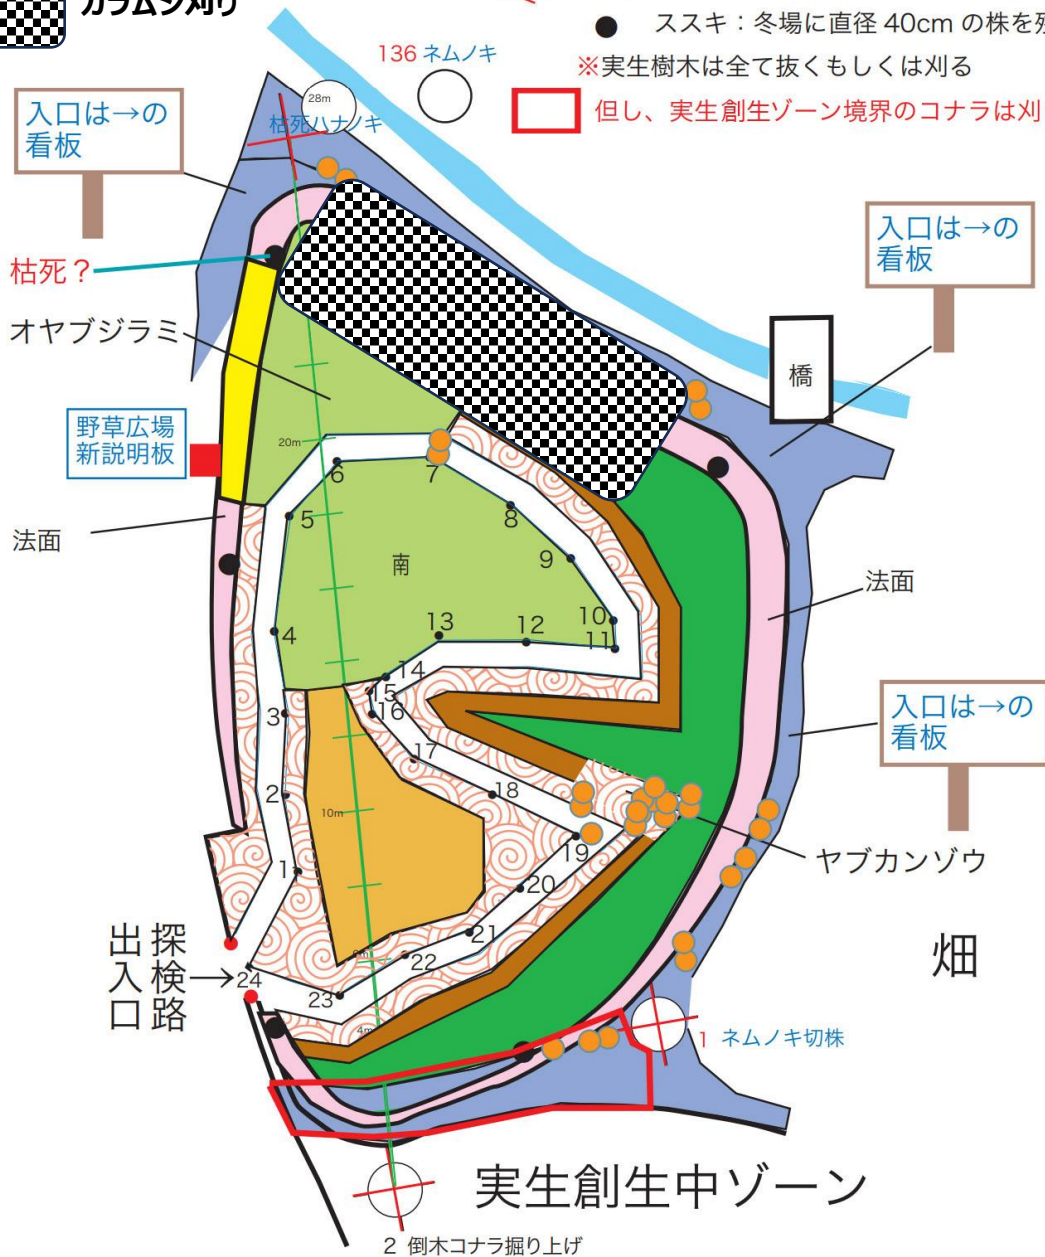 カラムシ刈り
● ススキ：冬場に直径 40cm の株を残
136 ネムノキ
※実生樹木は全て抜くもしくは刈る
但し、実生創生ゾーン境界のコナラは刈
28m
枯死ハナノキ
入口は→の
看板
入口は→の
看板
枯死？
オヤブジラミ
橋
野草広場
新説明板
20m
6
7
5
8
法面
南
9
法面
10
13
12
11
4
14
15
16
3
入口は→の
看板
17
2
18
10m
19
ヤブカンゾウ
1
20
21
探検路
出入口
→
22
6m
畑
24
23
4m
1 ネムノキ切株
実生創生中ゾーン
2 倒木コナラ掘り上げ